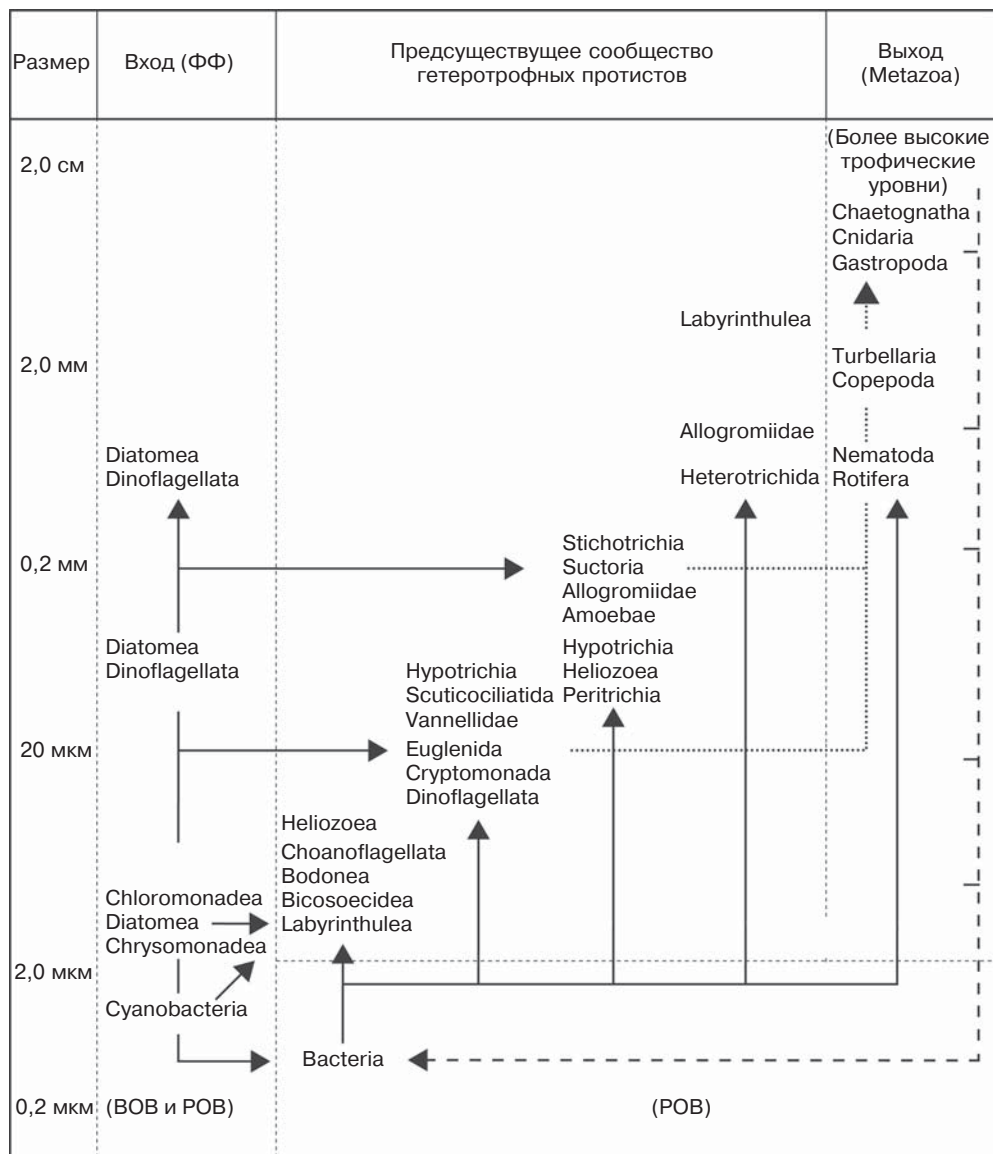 Размер
Вход (ФФ)
Предсуществущее сообщество
гетеротрофных протистов
Выход
(Metazoa)
2,0 см
(Более высокие
трофические
уровни)
Chaetognatha
Cnidaria
Gastropoda
Labyrinthulea
2,0 мм
Turbellaria
Copepoda
Allogromiidae
Diatomea
Dinoflagellata
Heterotrichida
Nematoda
Rotifera
0,2 мм
Stichotrichia
Suctoria
Allogromiidae
Amoebae
Diatomea
Dinoflagellata
Hypotrichia
Heliozoea
Peritrichia
Hypotrichia
Scuticociliatida
Vannellidae
20 мкм
Euglenida
Cryptomonada
Dinoflagellata
Heliozoea
Choanoflagellata
Bodonea
Bicosoecidea
Labyrinthulea
Chloromonadea
Diatomea
Chrysomonadea
2,0 мкм
Cyanobacteria
Bacteria
0,2 мкм
(ВОВ и РОВ)
(РОВ)